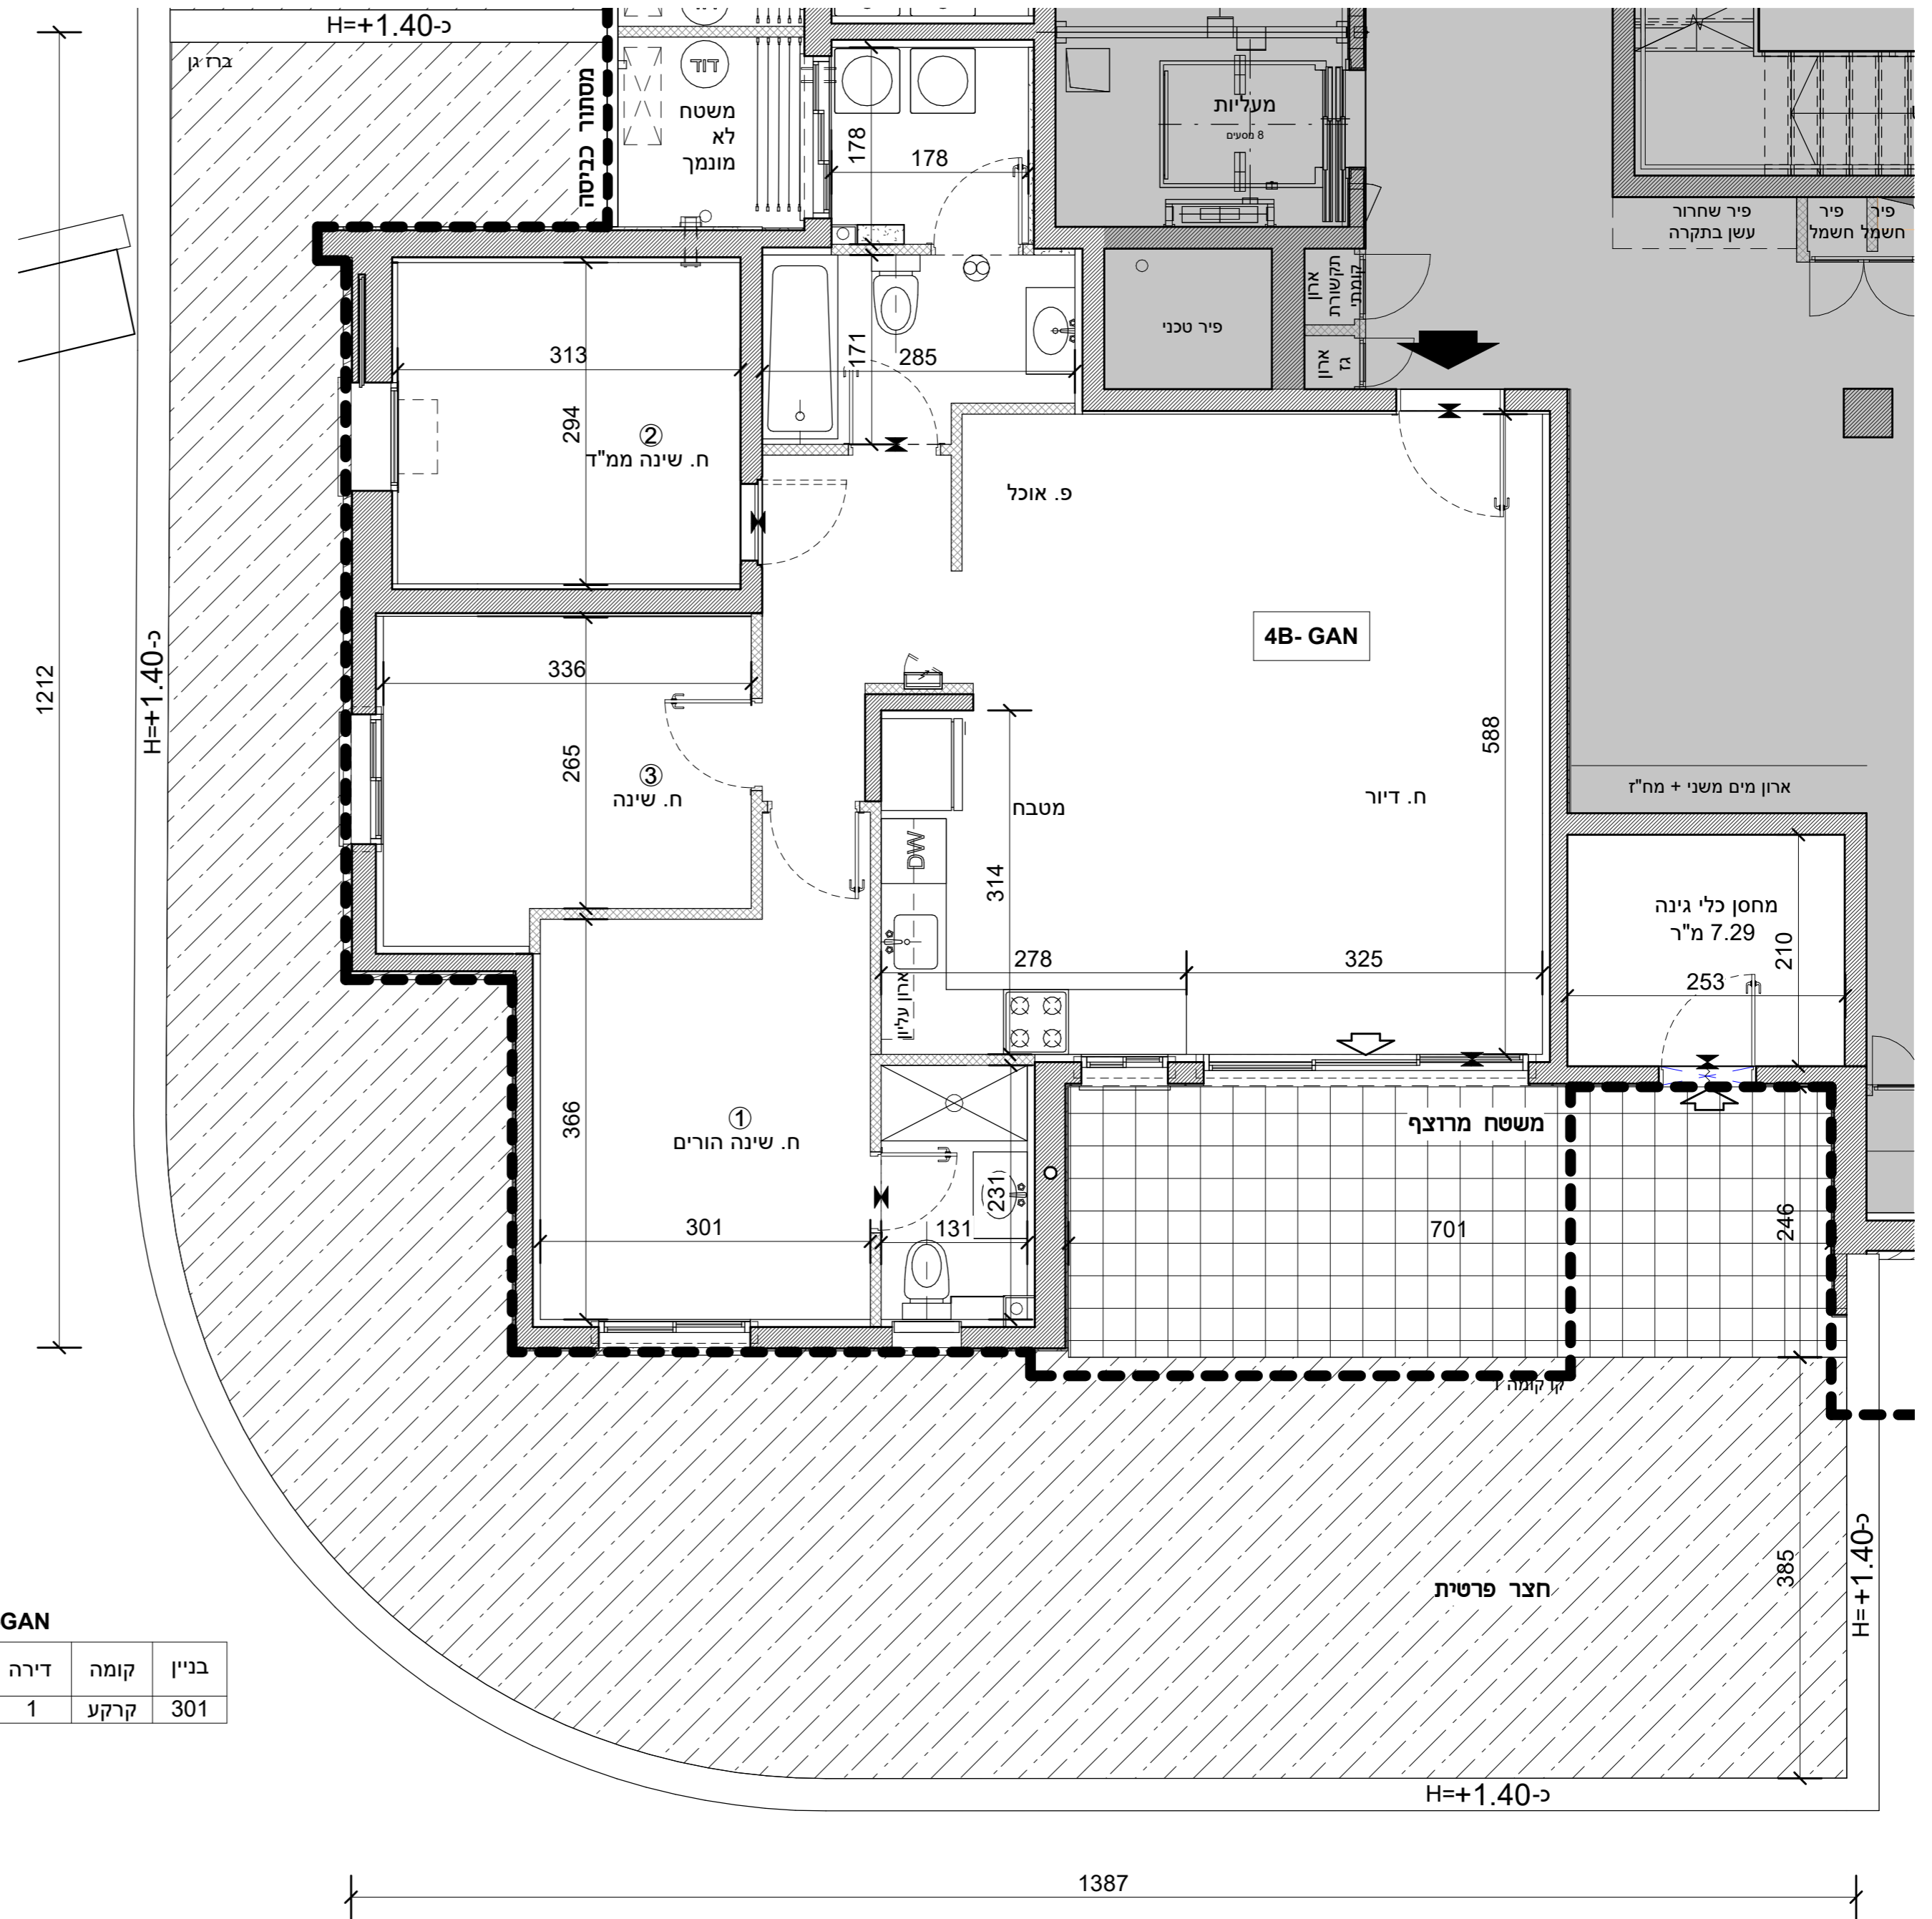 H=+1.40-כ
ברז גן
מסתור כביסה
דוד
משטח
לא
מונמך
178
178
מעליות
8 נוסעים
פיר שחרור
עשן בתקרה
פיר
חשמל
פיר
חשמל
ארון
תקשורת
קומתי
ארון
גז
פיר טכני
313
294
171
285
2
ח. שינה ממ"ד
פ. אוכל
4B- GAN
1212
H=+1.40-כ
336
265
3
ח. שינה
588
מטבח
ח. דיור
ארון מים משני + מח"ז
DW
314
278
325
ארון עליון
מחסן כלי גינה
7.29 מ"ר
210
253
366
1
ח. שינה הורים
231
301
131
משטח מרוצף
701
246
קו קומה 1
חצר פרטית
385
H=+1.40-כ
H=+1.40-כ
GAN
בניין קומה דירה
301 קרקע 1
1387